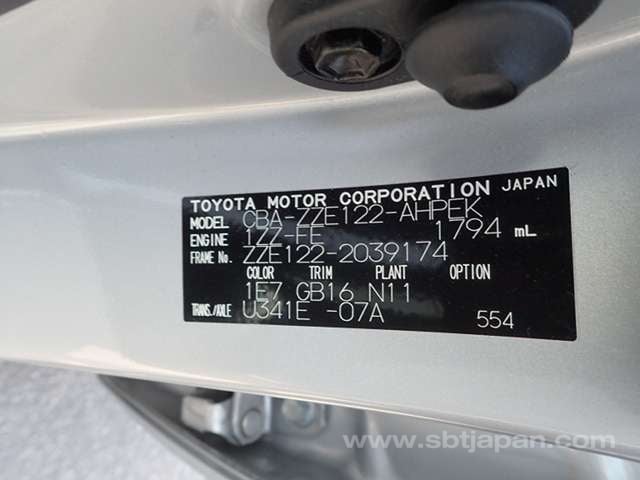 TOYOTA MOTOR CORPORATION JAPAN
MODEL CBA-ZZE122-AHPEK
ENGINE 1ZZ-FE 1794 mL
FRAME No. ZZE122-2039174
COLOR TRIM PLANT OPTION
1E7 GB16 N11
TRANS./AXLE U341E -07A
554
www.sbtjapan.com